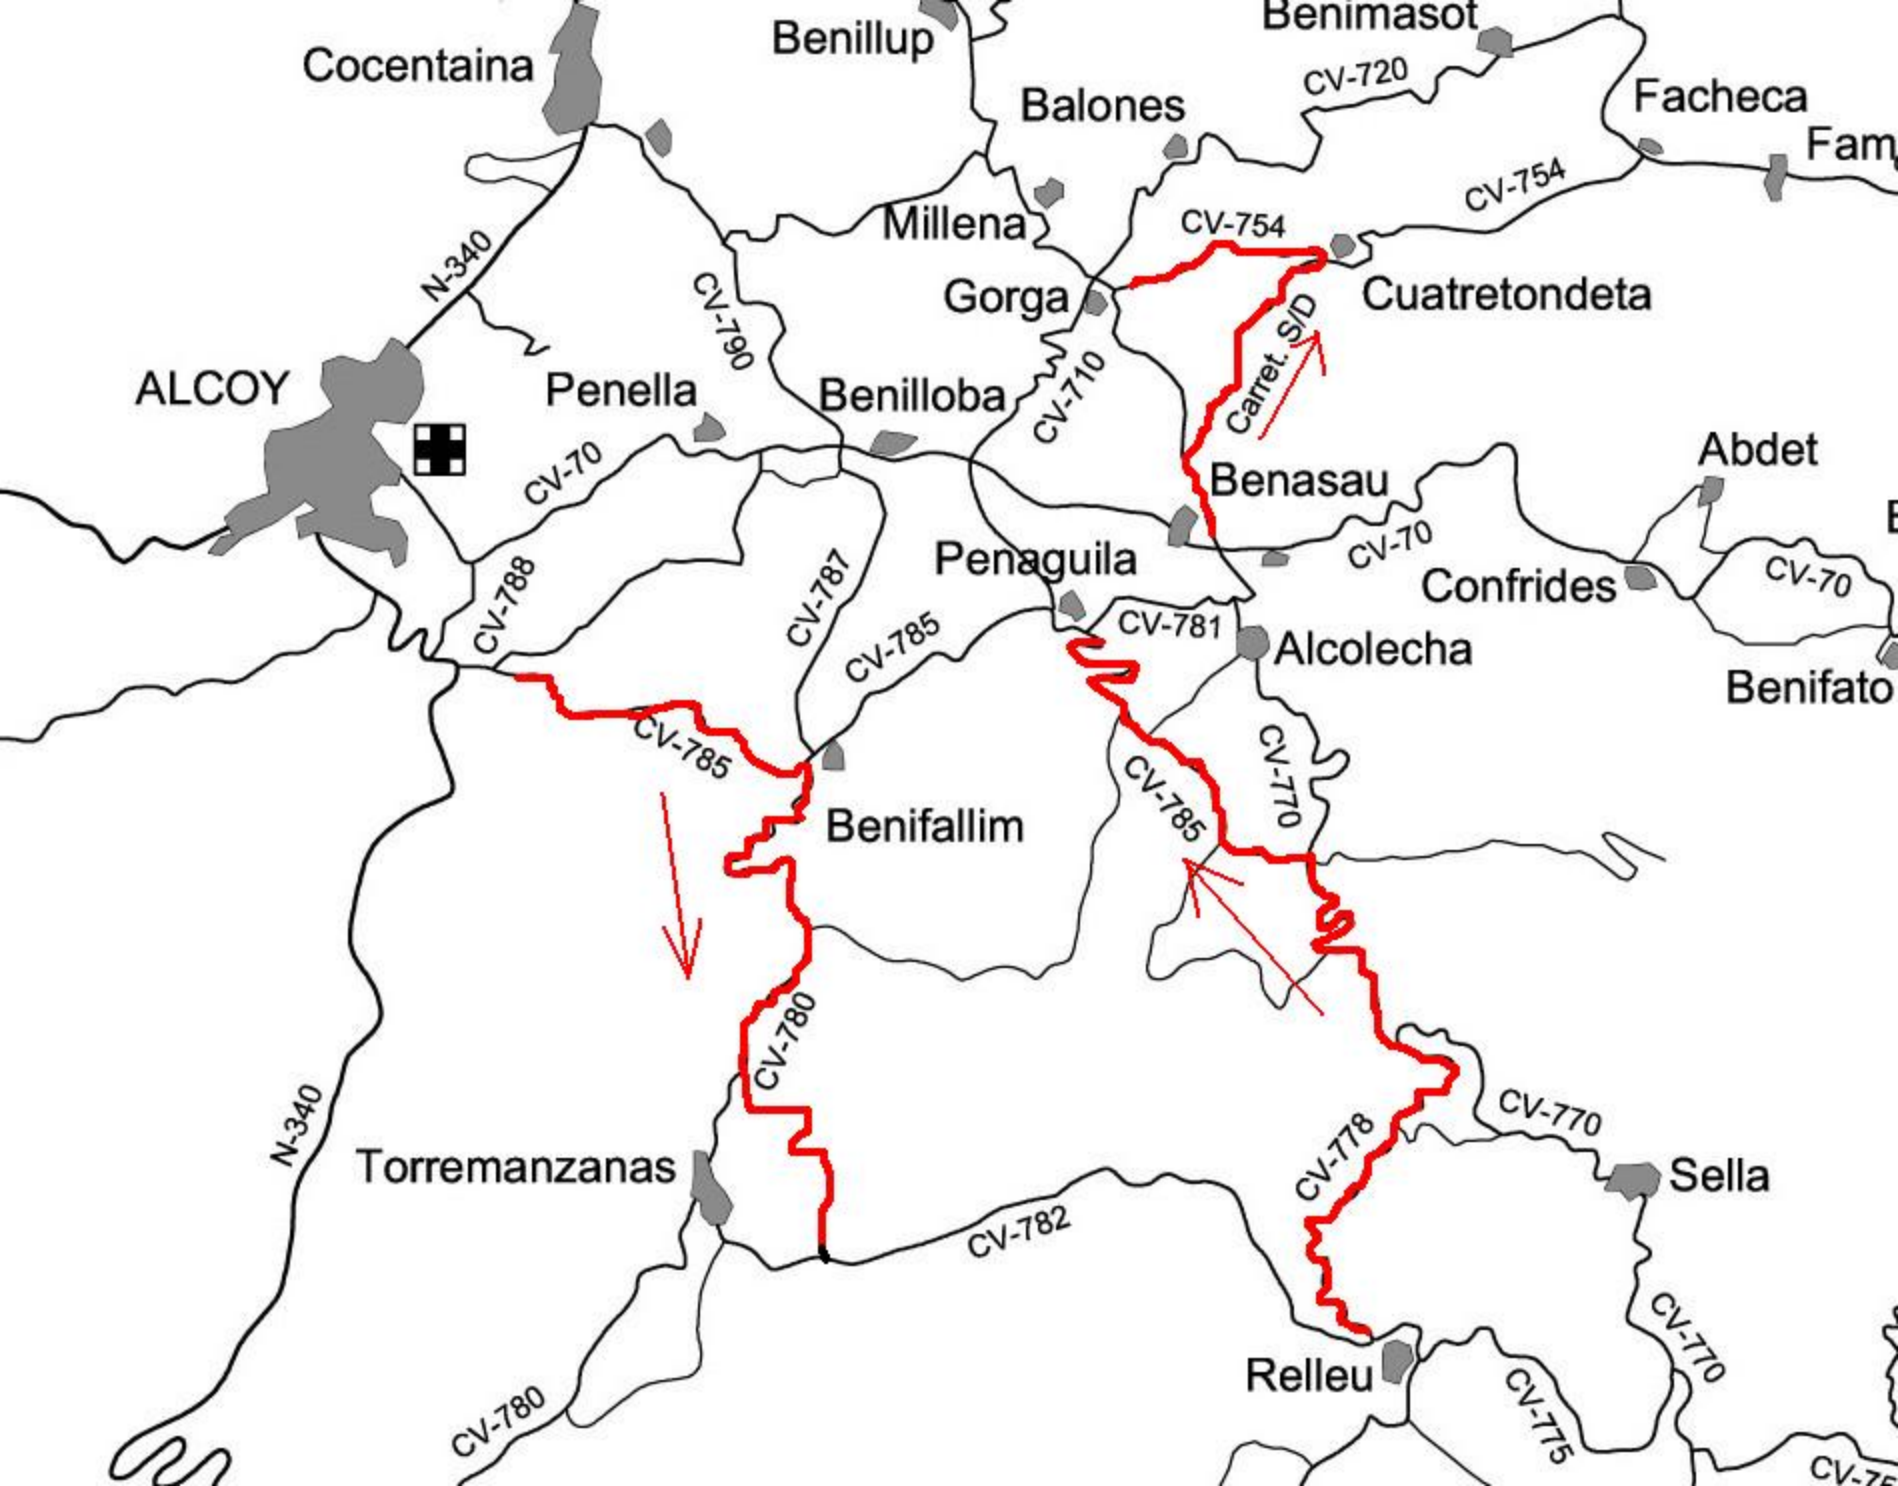 Benimasot
Benillup
Cocentaina
CV-720
Balones
Facheca
Fam
CV-754
Millena
CV-754
N-340
Gorga
Cuatretondeta
CV-790
Carret. S/D
ALCOY
Penella
Benilloba
CV-710
CV-70
Abdet
Benasau
CV-70
Penaguila
Confrides
CV-70
CV-788
CV-787
CV-785
CV-781
Alcolecha
Benifato
CV-785
CV-770
CV-785
Benifallim
CV-780
N-340
CV-770
CV-778
Torremanzanas
Sella
CV-782
CV-770
Relleu
CV-780
CV-775